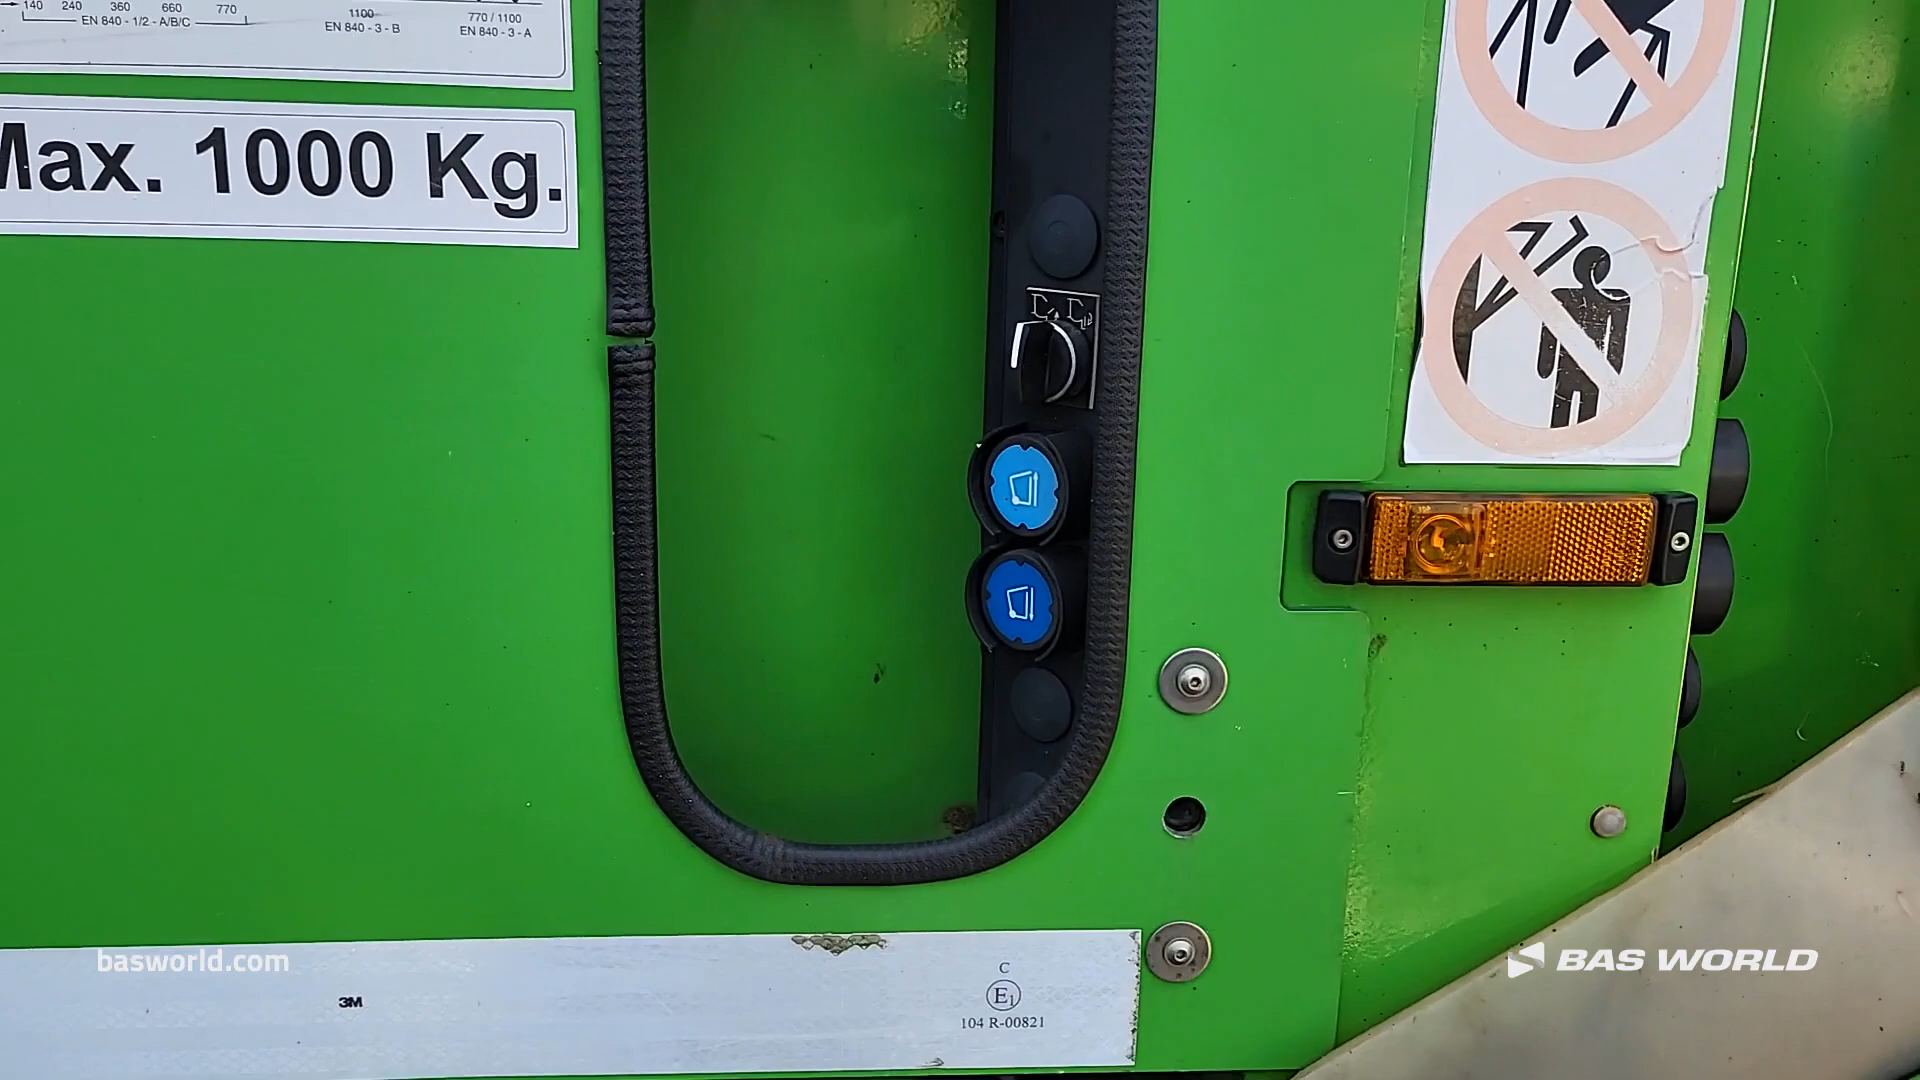 140 240 360 660 770
EN 840 - 1/2 - A/B/C
1100
EN 840 - 3 - B
770 / 1100
EN 840 - 3 - A
Max. 1000 Kg.
basworld.com
3M
C
E1
104 R-00821
BAS WORLD